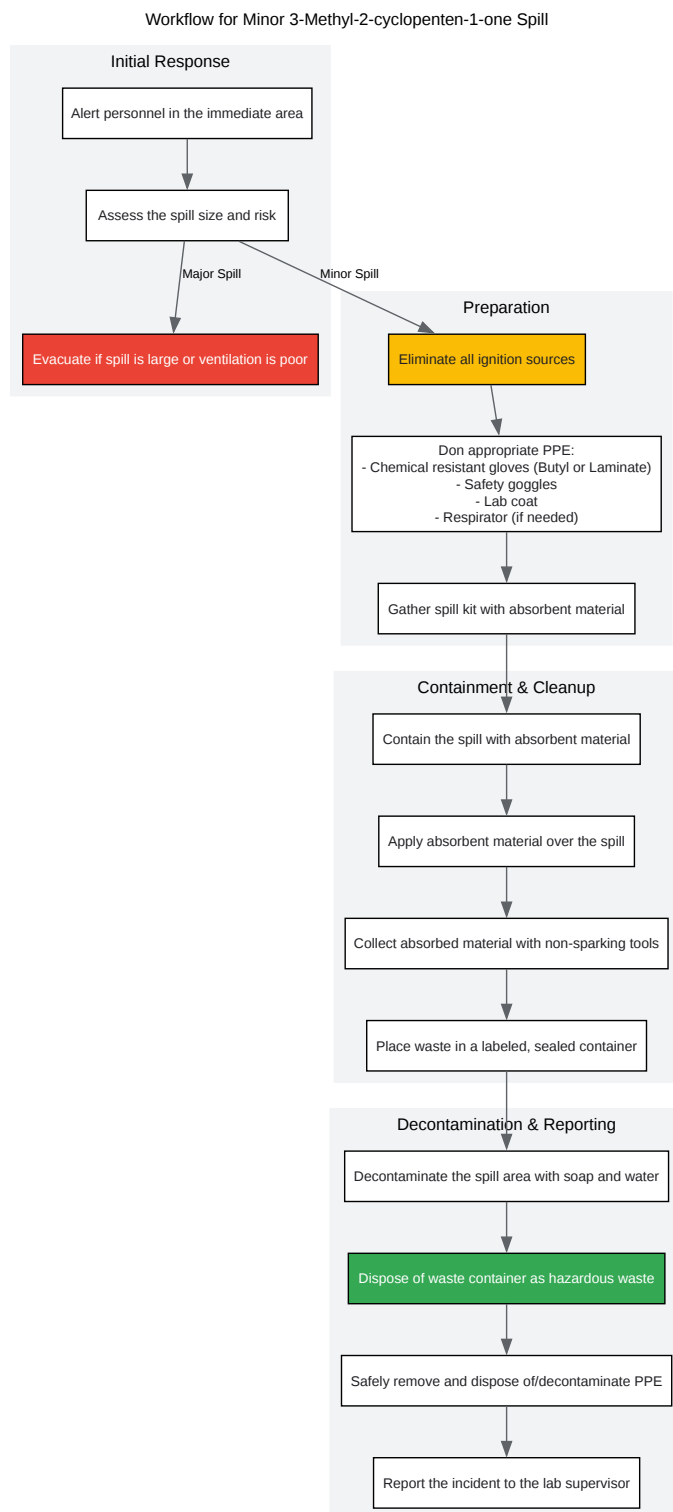 Workflow for Minor 3-Methyl-2-cyclopenten-1-one Spill
Initial Response
Alert personnel in the immediate area
Assess the spill size and risk
Major Spill
Minor Spill
Evacuate if spill is large or ventilation is poor
Preparation
Eliminate all ignition sources
Don appropriate PPE:
- Chemical resistant gloves (Butyl or Laminate)
- Safety goggles
- Lab coat
- Respirator (if needed)
Gather spill kit with absorbent material
Containment & Cleanup
Contain the spill with absorbent material
Apply absorbent material over the spill
Collect absorbed material with non-sparking tools
Place waste in a labeled, sealed container
Decontamination & Reporting
Decontaminate the spill area with soap and water
Dispose of waste container as hazardous waste
Safely remove and dispose of/decontaminate PPE
Report the incident to the lab supervisor